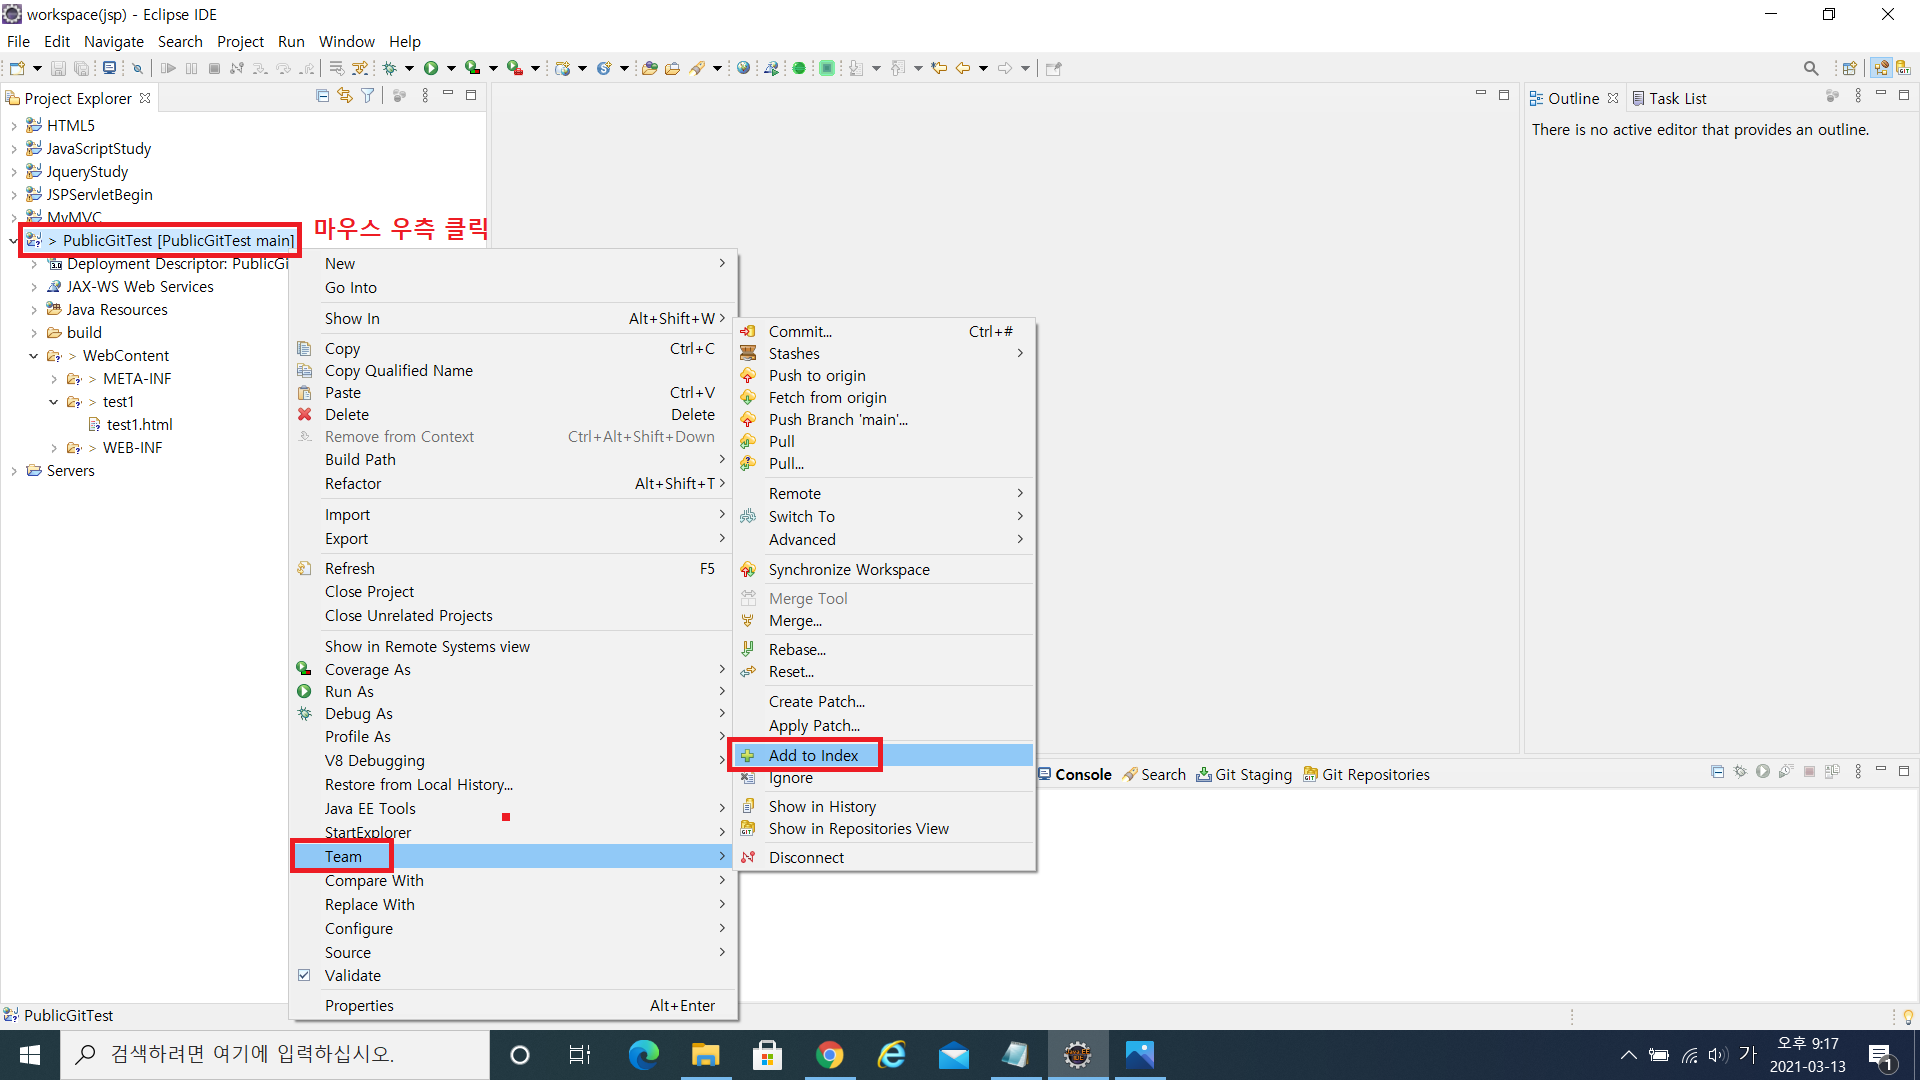 workspace(jsp) - Eclipse IDE
File Edit Navigate Search Project Run Window Help
Project Explorer
HTML5
JavaScriptStudy
JqueryStudy
JSPServletBegin
MyMVC
> PublicGitTest [PublicGitTest main]
마우스 우측 클릭
Deployment Descriptor: PublicGi
JAX-WS Web Services
Java Resources
build
> WebContent
> META-INF
> test1
test1.html
> WEB-INF
Servers
New
Go Into
Show In Alt+Shift+W
Copy Ctrl+C
Copy Qualified Name
Paste Ctrl+V
Delete Delete
Remove from Context Ctrl+Alt+Shift+Down
Build Path
Refactor Alt+Shift+T
Import
Export
Refresh F5
Close Project
Close Unrelated Projects
Show in Remote Systems view
Coverage As
Run As
Debug As
Profile As
V8 Debugging
Restore from Local History...
Java EE Tools
StartExplorer
Team
Compare With
Replace With
Configure
Source
Validate
Properties Alt+Enter
Commit... Ctrl+#
Stashes
Push to origin
Fetch from origin
Push Branch 'main'...
Pull
Pull...
Remote
Switch To
Advanced
Synchronize Workspace
Merge Tool
Merge...
Rebase...
Reset...
Create Patch...
Apply Patch...
Add to Index
Ignore
Show in History
Show in Repositories View
Disconnect
Outline Task List
There is no active editor that provides an outline.
Console Search Git Staging Git Repositories
PublicGitTest
검색하려면 여기에 입력하십시오.
가
오후 9:17
2021-03-13
1